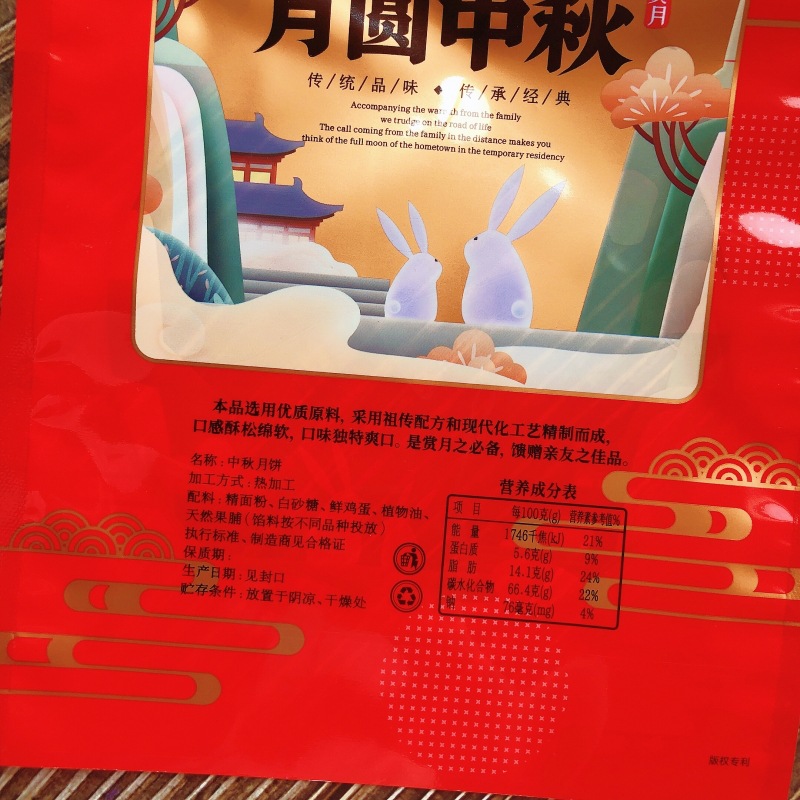 月圆中秋
月
传/统/品/味 ◆ 传/承/经/典
Accompanying the warmth from the family
we trudge on the road of life
The call coming from the family in the distance makes you
think of the full moon of the hometown in the temporary residency
本品选用优质原料, 采用祖传配方和现代化工艺精制而成,
口感酥松绵软, 口味独特爽口。是赏月之必备, 馈赠亲友之佳品。
名称:中秋月饼
加工方式:热加工
配料:精面粉、白砂糖、鲜鸡蛋、植物油、
天然果脯(馅料按不同品种投放)
执行标准、制造商见合格证
保质期:
生产日期:见封口
贮存条件:放置于阴凉、干燥处
营养成分表
项 目 每100克(g) 营养素参考值%
能 量 1746千焦(kJ) 21%
蛋白质 5.6克(g) 9%
脂 肪 14.1克(g) 24%
碳水化合物 66.4克(g) 22%
钠 76毫克(mg) 4%
版权专利